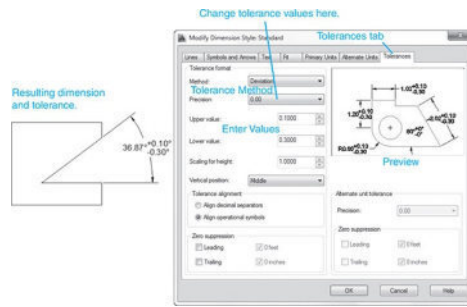 Change tolerance values here.
Modify Dimension Style: Standard
Tolerances tab
Lines Symbols and Arrows Text Fit Primary Units Alternate Units Tolerances
Tolerance format
Method: Deviation
Tolerance Method
Precision 0.00
Upper value: 0.1000
Enter Values
Lower value: 0.3000
Scaling for height: 1.0000
Vertical position: Middle
Tolerance alignment
Align decimal separators
Align operational symbols
Zero suppression
Leading 0 feet
Trailing 0 inches
Preview
Alternate unit tolerance
Precision: 0.00
Zero suppression
Leading 0 feet
Trailing 0 inches
OK Cancel Help
Resulting dimension
and tolerance.
36.87°+0.10°
-0.30°